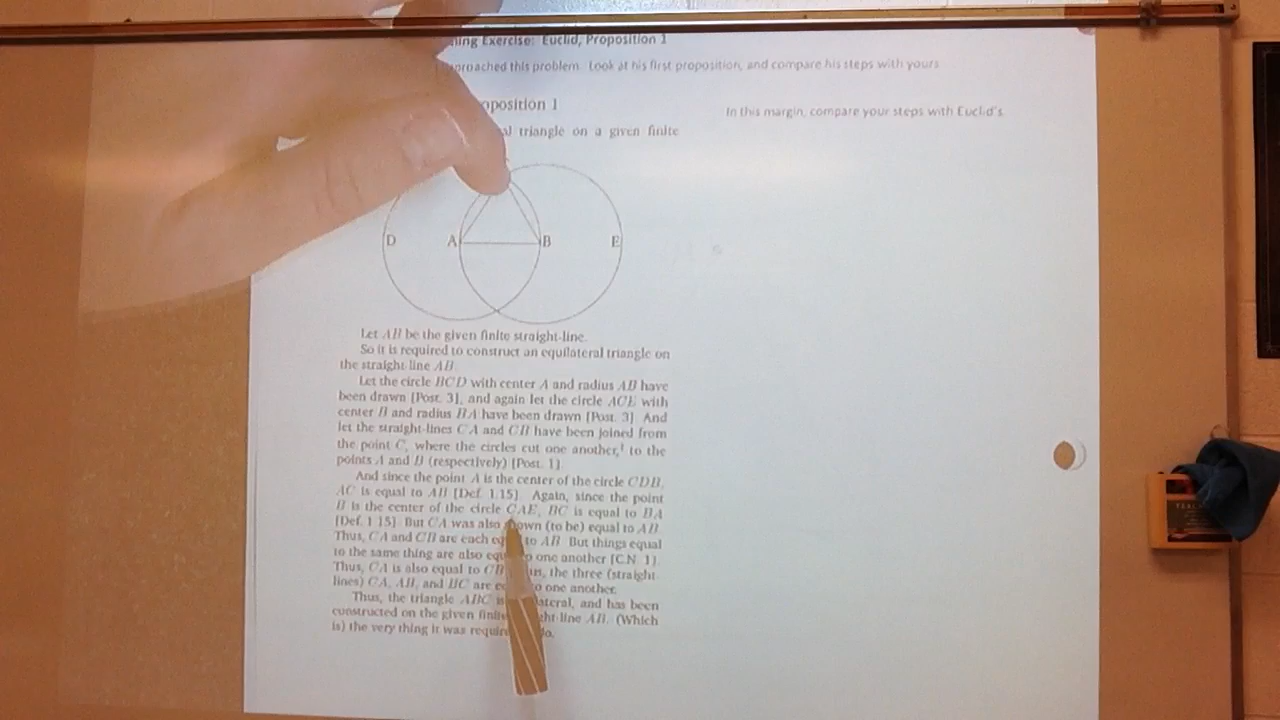 ning Exercise: Euclid, Proposition 1
proached this problem. Look at his first proposition, and compare his steps with yours
oposition 1
In this margin, compare your steps with Euclid's.
al triangle on a given finite
D A B E
Let AB be the given finite straight-line.
So it is required to construct an equilateral triangle on
the straight-line AB.
Let the circle BCD with center A and radius AB have
been drawn [Post. 3], and again let the circle ACE with
center B and radius BA have been drawn [Post. 3]. And
let the straight-lines CA and CB have been joined from
the point C, where the circles cut one another,† to the
points A and B (respectively) [Post. 1].
And since the point A is the center of the circle CDB,
AC is equal to AB [Def. 1.15]. Again, since the point
B is the center of the circle CAE, BC is equal to BA
[Def. 1.15]. But CA was also shown (to be) equal to AB.
Thus, CA and CB are each eq to AB. But things equal
to the same thing are also equ o one another [C.N. 1].
Thus, CA is also equal to CB. us, the three (straight
lines) CA, AB, and BC are eq o one another.
Thus, the triangle ABC is lateral, and has been
constructed on the given finite ght-line AB. (Which
is) the very thing it was requir do.